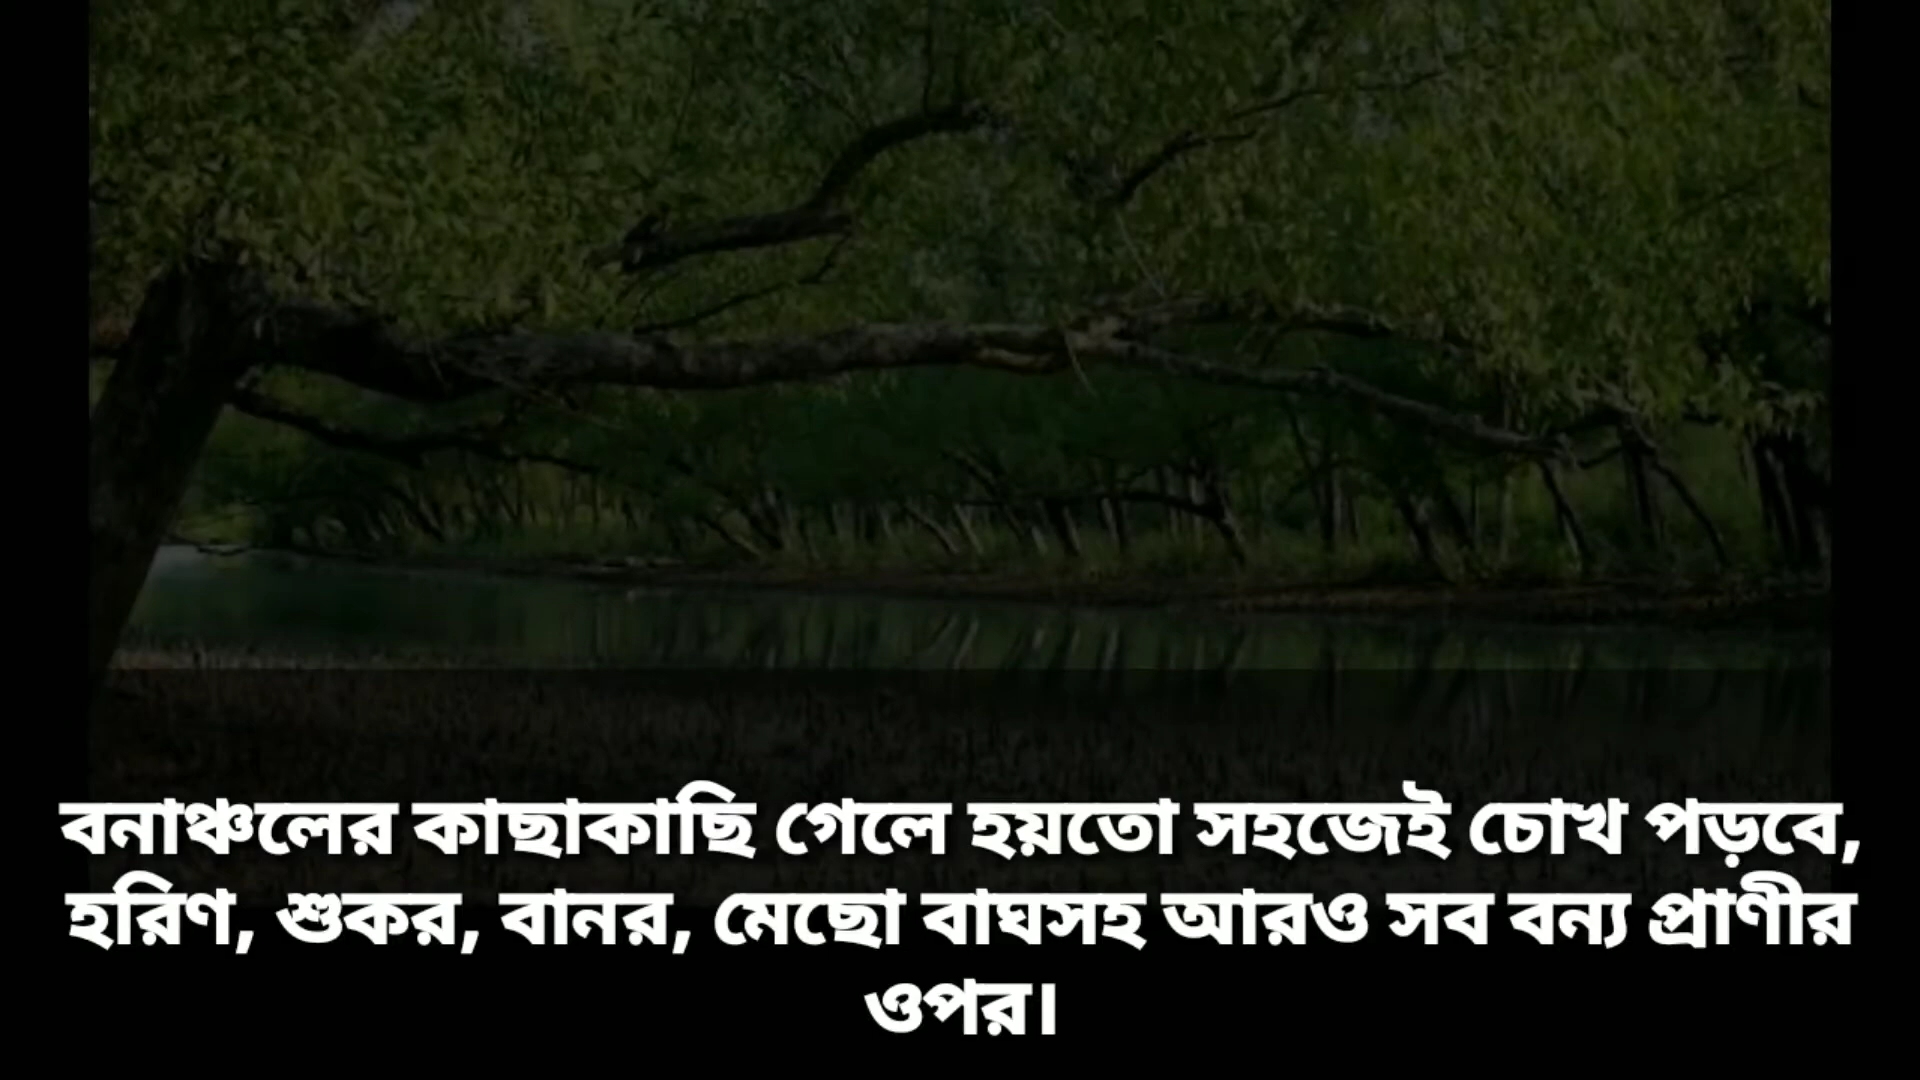 বনাঞ্চলের কাছাকাছি গেলে হয়তো সহজেই চোখ পড়বে,
হরিণ, শুকর, বানর, মেছো বাঘসহ আরও সব বন্য প্রাণীর
ওপর।